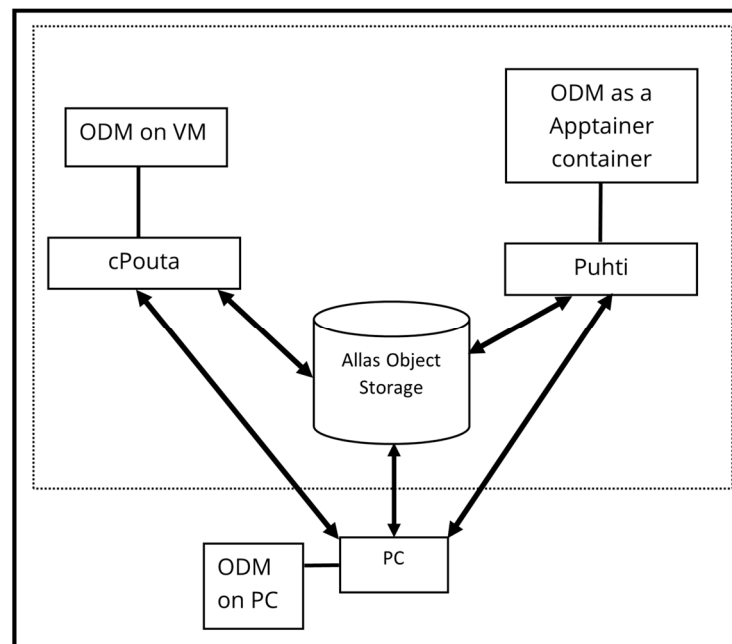 ODM on VM
ODM as a
Apptainer
container
cPouta
Puhti
Allas Object
Storage
PC
ODM
on PC